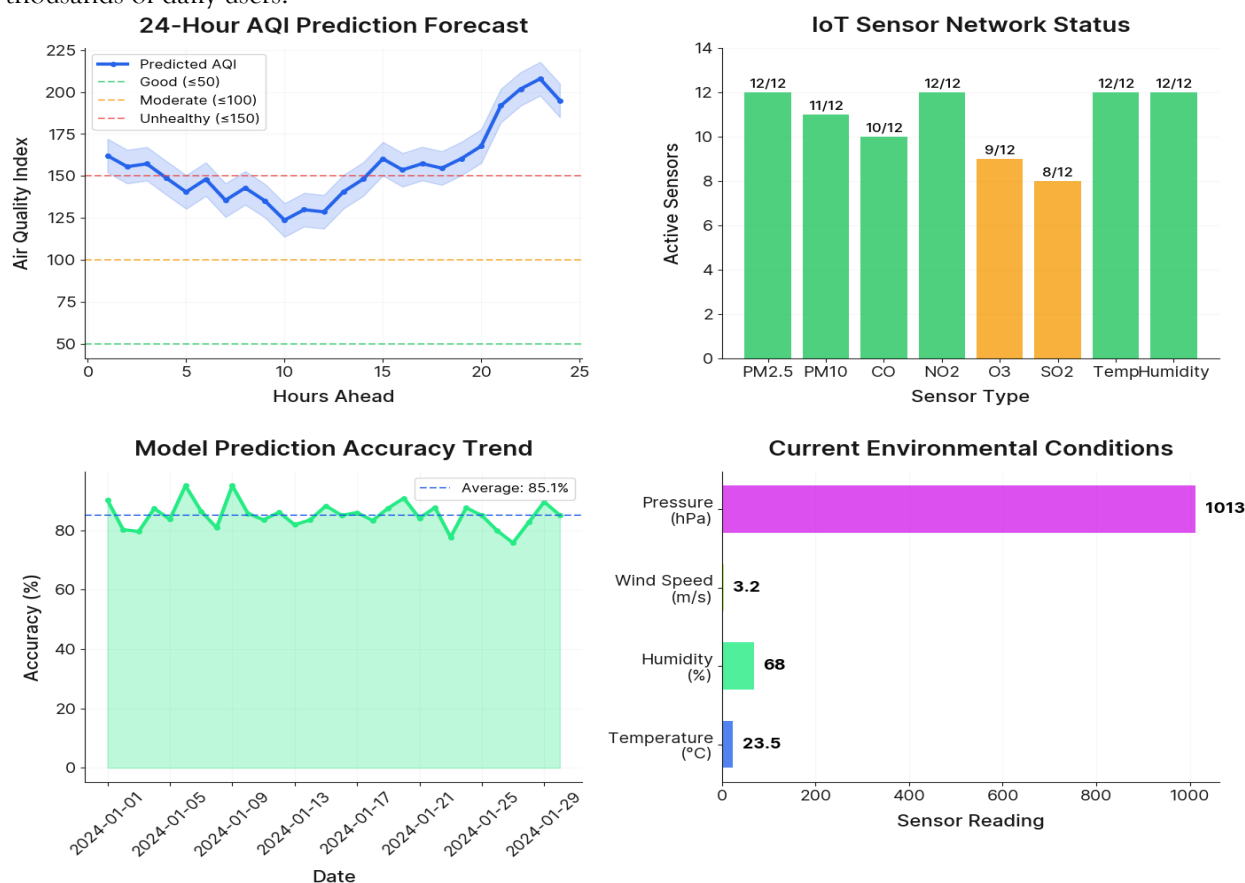 thousands of daily users.
24-Hour AQI Prediction Forecast
Air Quality Index
225
200
175
150
125
100
75
50
Predicted AQI
Good (≤50)
Moderate (≤100)
Unhealthy (≤150)
0 5 10 15 20 25
Hours Ahead
IoT Sensor Network Status
Active Sensors
14
12
10
8
6
4
2
0
12/12
11/12
10/12
12/12
9/12
8/12
12/12
12/12
PM2.5 PM10 CO NO2 O3 SO2 Temp Humidity
Sensor Type
Model Prediction Accuracy Trend
Accuracy (%)
80
60
40
20
0
Average: 85.1%
2024-01-01
2024-01-05
2024-01-09
2024-01-13
2024-01-17
2024-01-21
2024-01-25
2024-01-29
Date
Current Environmental Conditions
Pressure
(hPa)
1013
Wind Speed
(m/s)
3.2
Humidity
(%)
68
Temperature
(°C)
23.5
0 200 400 600 800 1000
Sensor Reading